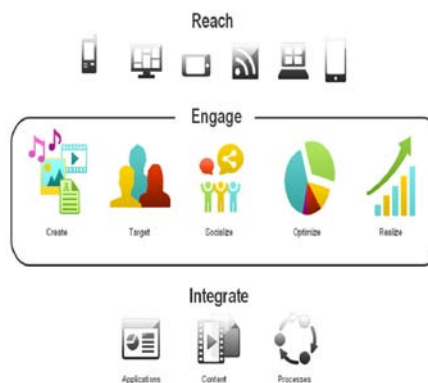 Reach
Engage
Create Target Socialize Optimize Realize
Integrate
Applications Content Processes